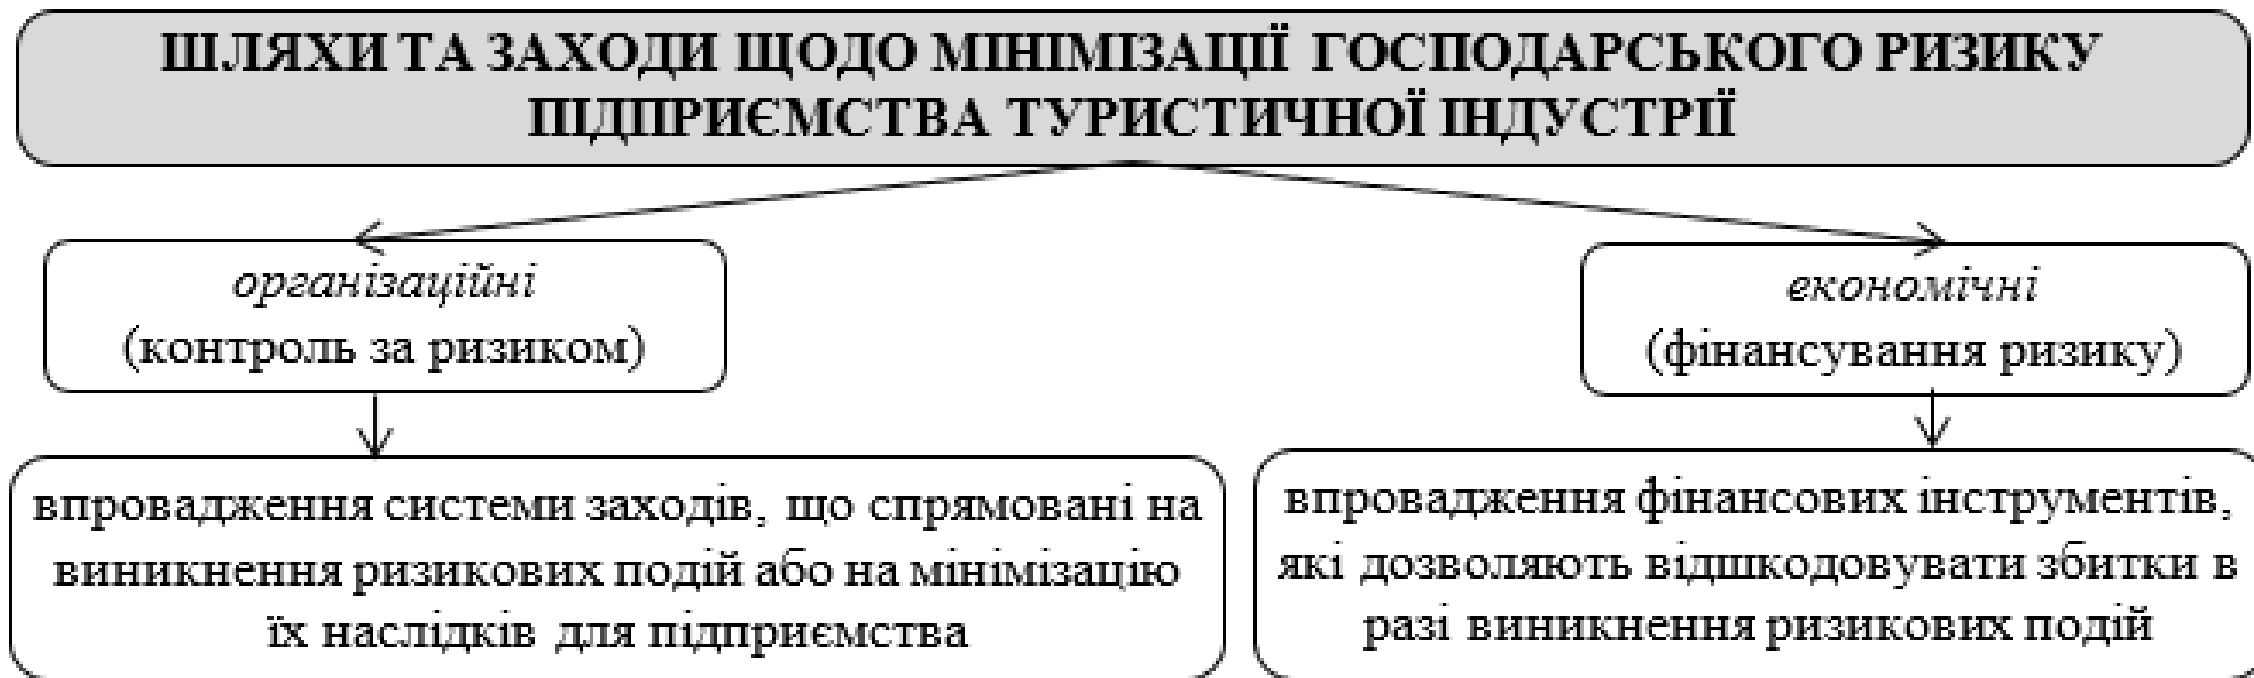 ШЛЯХИ ТА ЗАХОДИ ЩОДО МІНІМІЗАЦІЇ ГОСПОДАРСЬКОГО РИЗИКУ
ПІДПРИЄМСТВА ТУРИСТИЧНОЇ ІНДУСТРІЇ
організаційні
(контроль за ризиком)
економічні
(фінансування ризику)
впровадження системи заходів, що спрямовані на
виникнення ризикових подій або на мінімізацію
їх наслідків для підприємства
впровадження фінансових інструментів,
які дозволяють відшкодовувати збитки в
разі виникнення ризикових подій